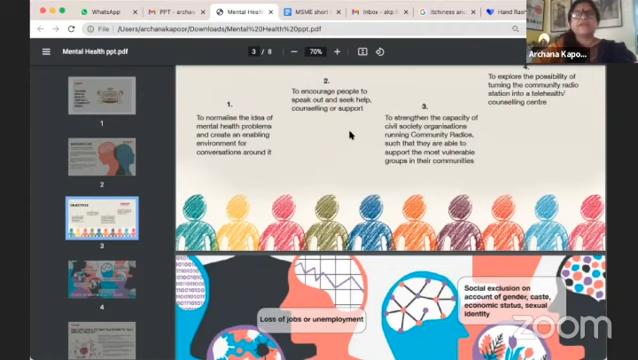 WhatsApp
PPT - archan
Mental Healt
MSME short
Inbox - akp
itchiness and
Hand Rash
File
/Users/archanakapoor/Downloads/Mental%20Health%20ppt.pdf
Archana Kapo...
Mental Health ppt.pdf
3 / 8
70%
1
2
3
4
1.
To normalise the idea of
mental health problems
and create an enabling
environment for
conversations around it
2.
To encourage people to
speak out and seek help,
counselling or support
3.
To strengthen the capacity of
civil society organisations
running Community Radios,
such that they are able to
support the most vulnerable
groups in their communities
4.
To explore the possibility of
turning the community radio
station into a telehealth/
counselling centre
Loss of jobs or unemployment
Social exclusion on
account of gender, caste,
economic status, sexual
identity
zoom